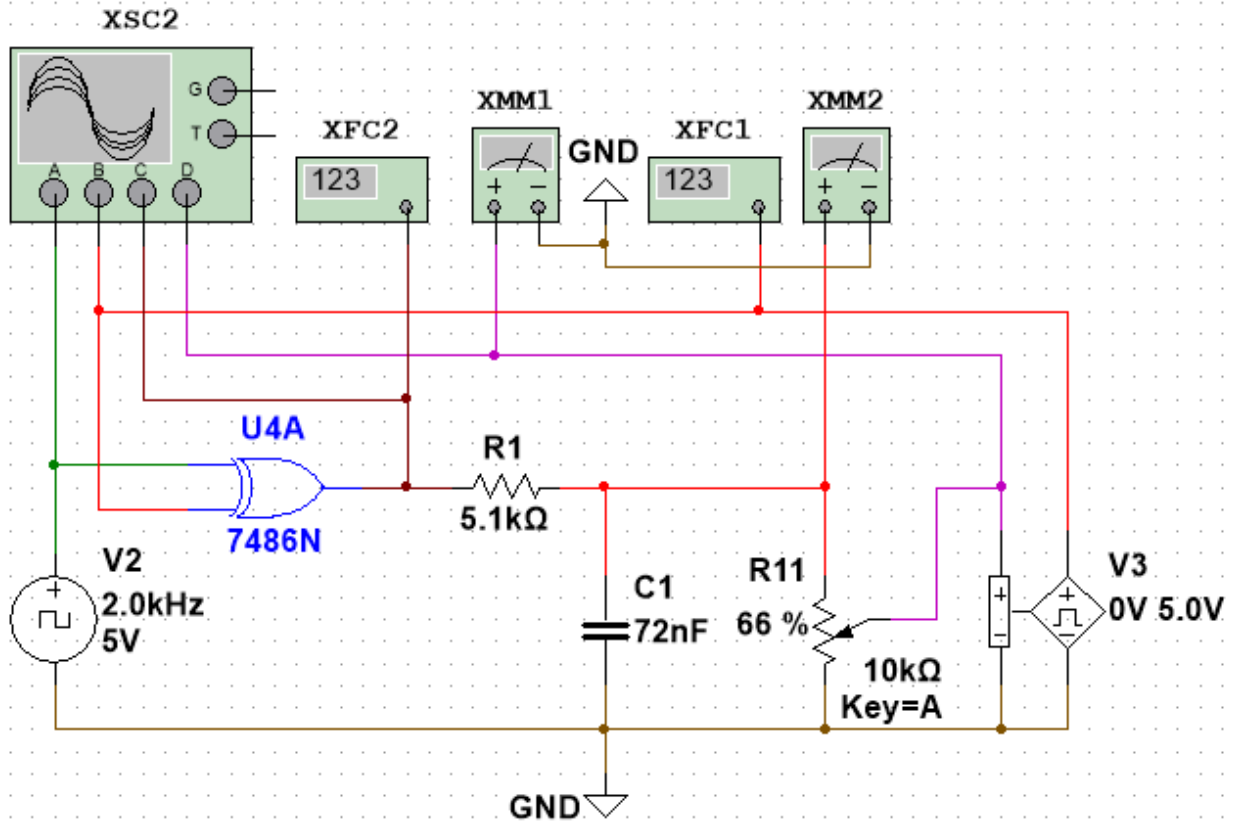 XSC2
G
T
A B C D
XFC2
123
XMM1
+ −
GND
XFC1
123
XMM2
+ −
U4A
7486N
R1
5.1kΩ
V2
2.0kHz
5V
+
C1
72nF
R11
66 %
10kΩ
Key=A
+
-
+
−
V3
0V 5.0V
GND